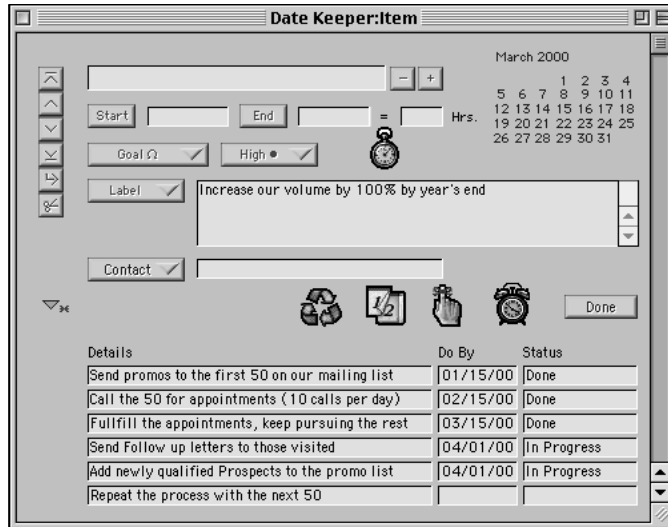 Date Keeper:Item
March 2000
1 2 3 4
5 6 7 8 9 10 11
12 13 14 15 16 17 18
19 20 21 22 23 24 25
26 27 28 29 30 31
− +
Start End = Hrs.
Goal Ω High ●
Label Increase our volume by 100% by year's end
Contact
1/2
Done
Details Do By Status
Send promos to the first 50 on our mailing list 01/15/00 Done
Call the 50 for appointments (10 calls per day) 02/15/00 Done
Fullfill the appointments, keep pursuing the rest 03/15/00 Done
Send Follow up letters to those visited 04/01/00 In Progress
Add newly qualified Prospects to the promo list 04/01/00 In Progress
Repeat the process with the next 50